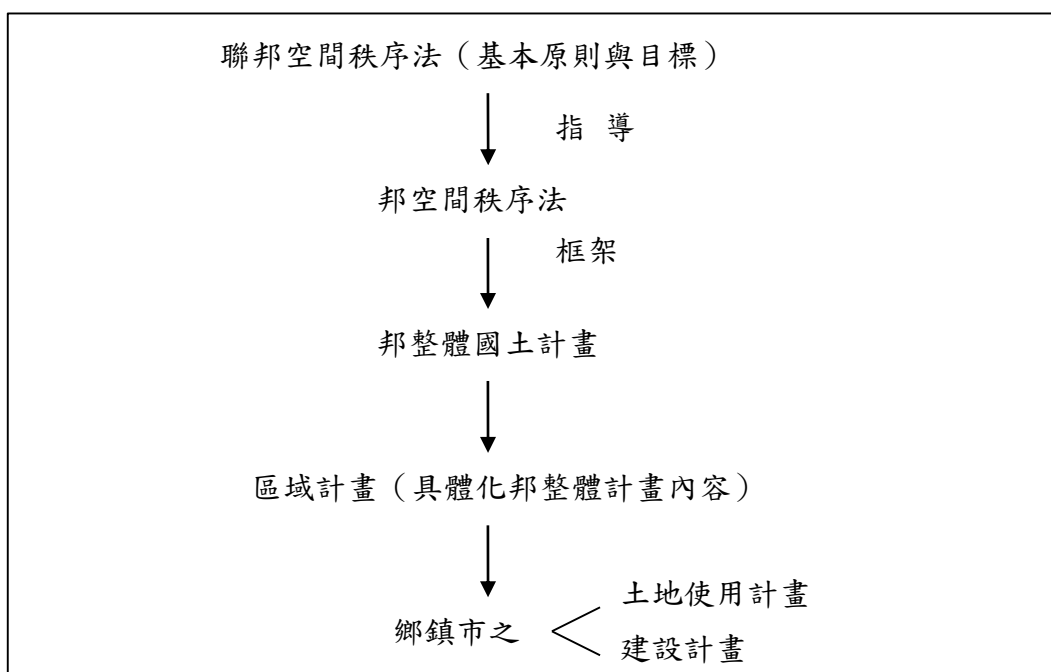 聯邦空間秩序法（基本原則與目標）
指 導
邦空間秩序法
框架
邦整體國土計畫
區域計畫（具體化邦整體計畫內容）
土地使用計畫
鄉鎮市之
建設計畫